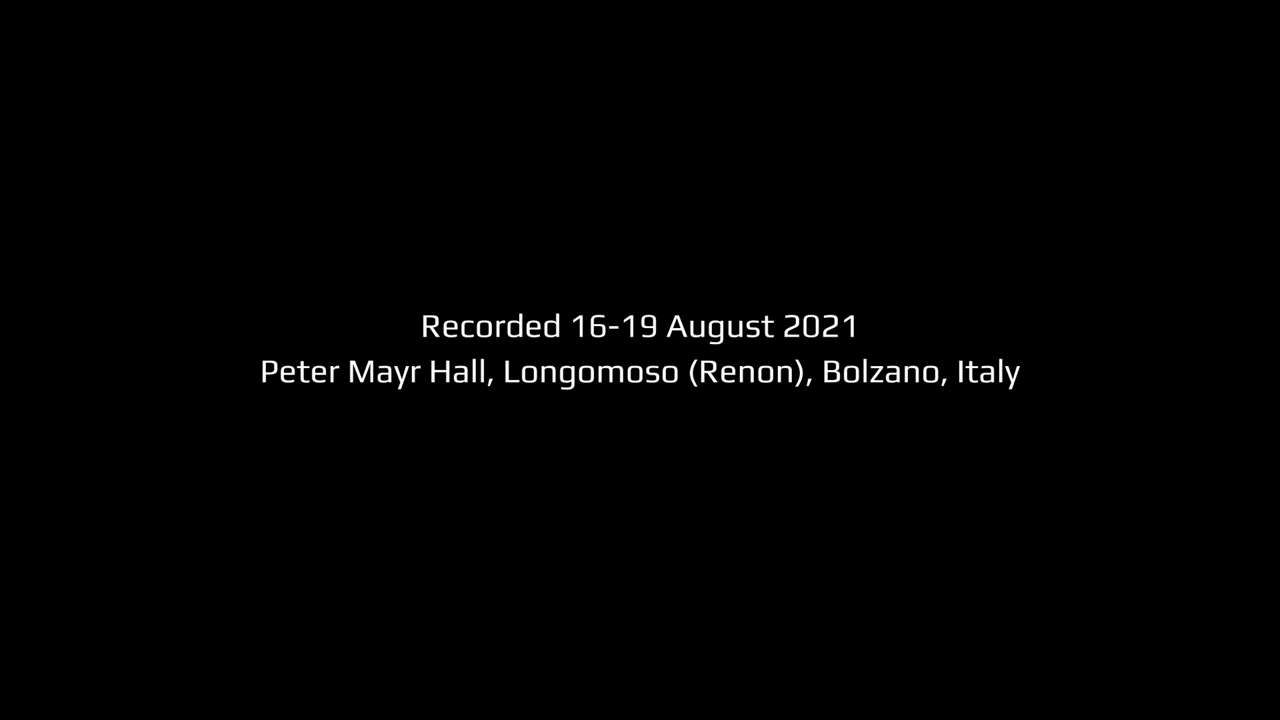 Recorded 16-19 August 2021
Peter Mayr Hall, Longomoso (Renon), Bolzano, Italy